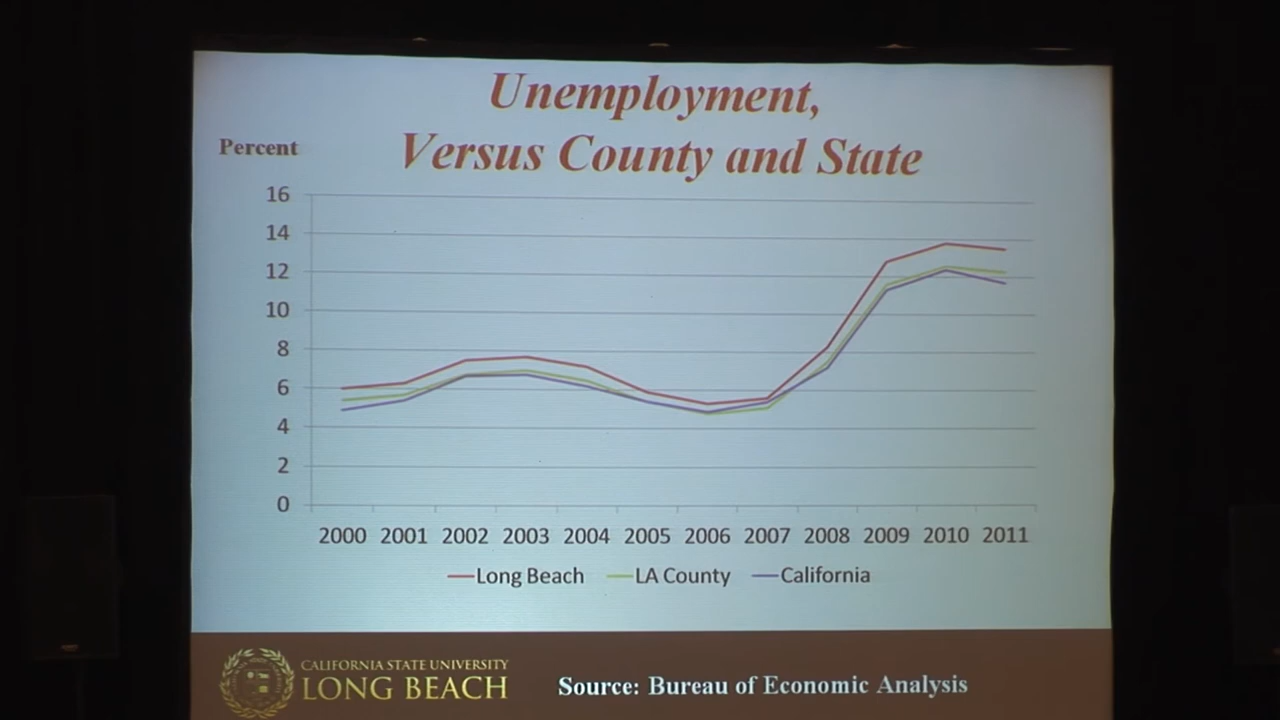 Unemployment,
Versus County and State
Percent
16
14
12
10
8
6
4
2
0
2000 2001 2002 2003 2004 2005 2006 2007 2008 2009 2010 2011
Long Beach LA County California
CALIFORNIA STATE UNIVERSITY
LONG BEACH
Source: Bureau of Economic Analysis